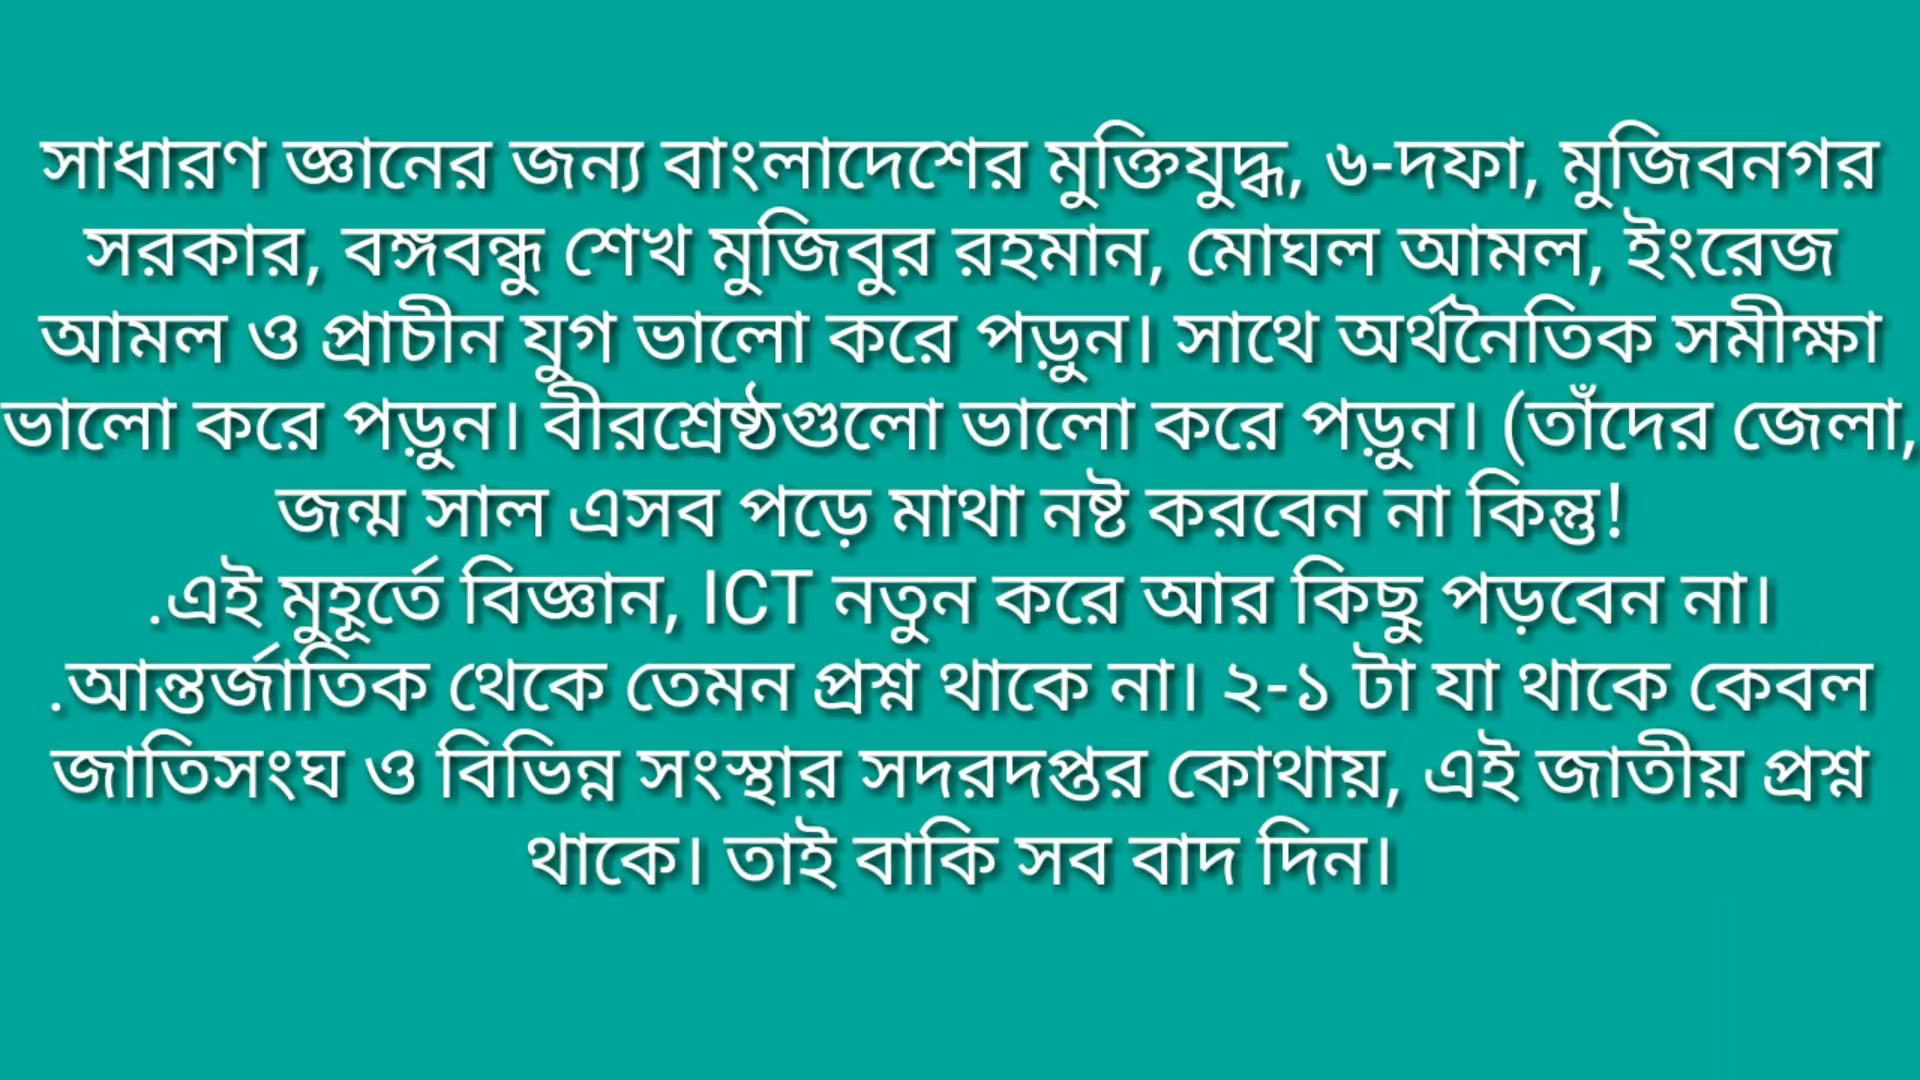 সাধারণ জ্ঞানের জন্য বাংলাদেশের মুক্তিযুদ্ধ, ৬-দফা, মুজিবনগর
সরকার, বঙ্গবন্ধু শেখ মুজিবুর রহমান, মোঘল আমল, ইংরেজ
আমল ও প্রাচীন যুগ ভালো করে পড়ুন। সাথে অর্থনৈতিক সমীক্ষা
ভালো করে পড়ুন। বীরশ্রেষ্ঠগুলো ভালো করে পড়ুন। (তাঁদের জেলা,
জন্ম সাল এসব পড়ে মাথা নষ্ট করবেন না কিন্তু!
.এই মুহূর্তে বিজ্ঞান, ICT নতুন করে আর কিছু পড়বেন না।
.আন্তর্জাতিক থেকে তেমন প্রশ্ন থাকে না। ২-১ টা যা থাকে কেবল
জাতিসংঘ ও বিভিন্ন সংস্থার সদরদপ্তর কোথায়, এই জাতীয় প্রশ্ন
থাকে। তাই বাকি সব বাদ দিন।